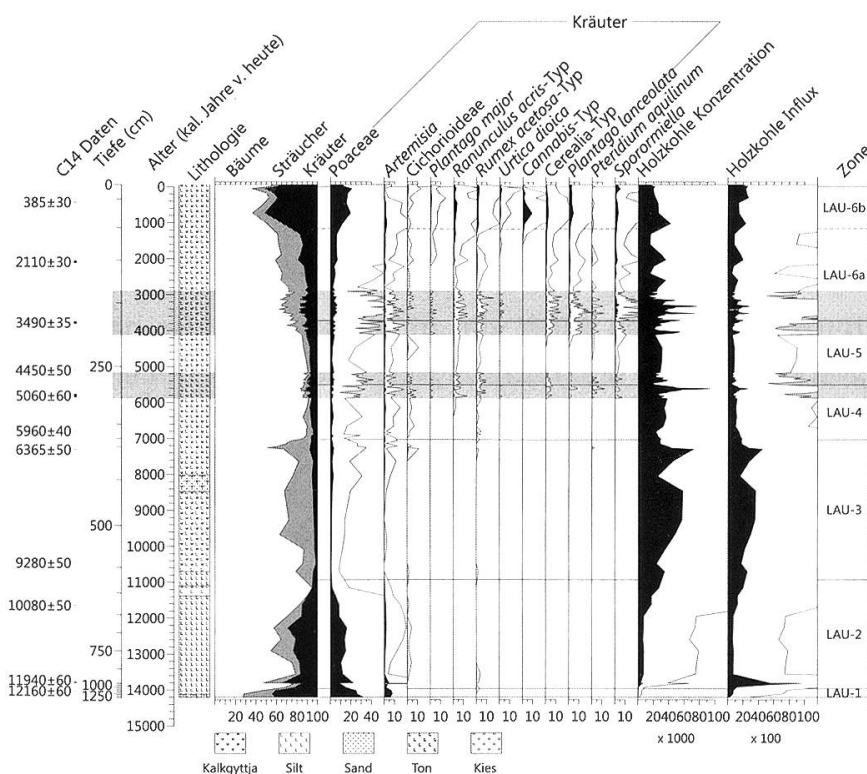 Kräuter
C14 Daten
Tiefe (cm)
Alter (kal. Jahre v. heute)
Lithologie
Bäume
Sträucher
Kräuter
Poaceae
Artemisia
Cichorioideae
Plantago major
Ranunculus acris-Typ
Rumex acetosa-Typ
Urtica dioica
Cannabis-Typ
Cerealia-Typ
Plantago lanceolata
Pteridium aquilinum
Sporormiella
Holzkohle Konzentration
Holzkohle Influx
Zone
385±30
2110±30
3490±35
4450±50
5060±60
5960±40
6365±50
9280±50
10080±50
11940±60
12160±60
0
250
500
750
1000
1250
0
1000
2000
3000
4000
5000
6000
7000
8000
9000
10000
11000
12000
13000
14000
15000
LAU-6b
LAU-6a
LAU-5
LAU-4
LAU-3
LAU-2
LAU-1
20 40 60 80 100 20 40 10 10 10 10 10 10 10 10 10 10 10 20 40 60 80 100 20 40 60 80 100
x 1000 x 100
Kalkgyttja Silt Sand Ton Kies